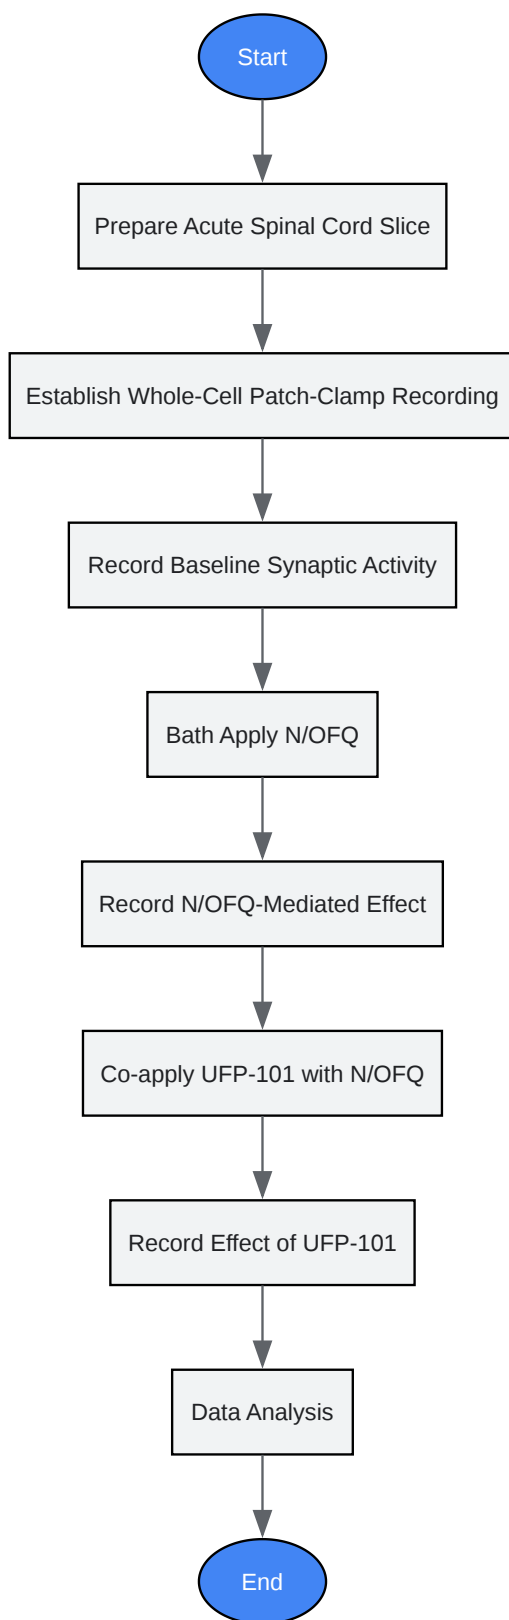 Start
Prepare Acute Spinal Cord Slice
Establish Whole-Cell Patch-Clamp Recording
Record Baseline Synaptic Activity
Bath Apply N/OFQ
Record N/OFQ-Mediated Effect
Co-apply UFP-101 with N/OFQ
Record Effect of UFP-101
Data Analysis
End